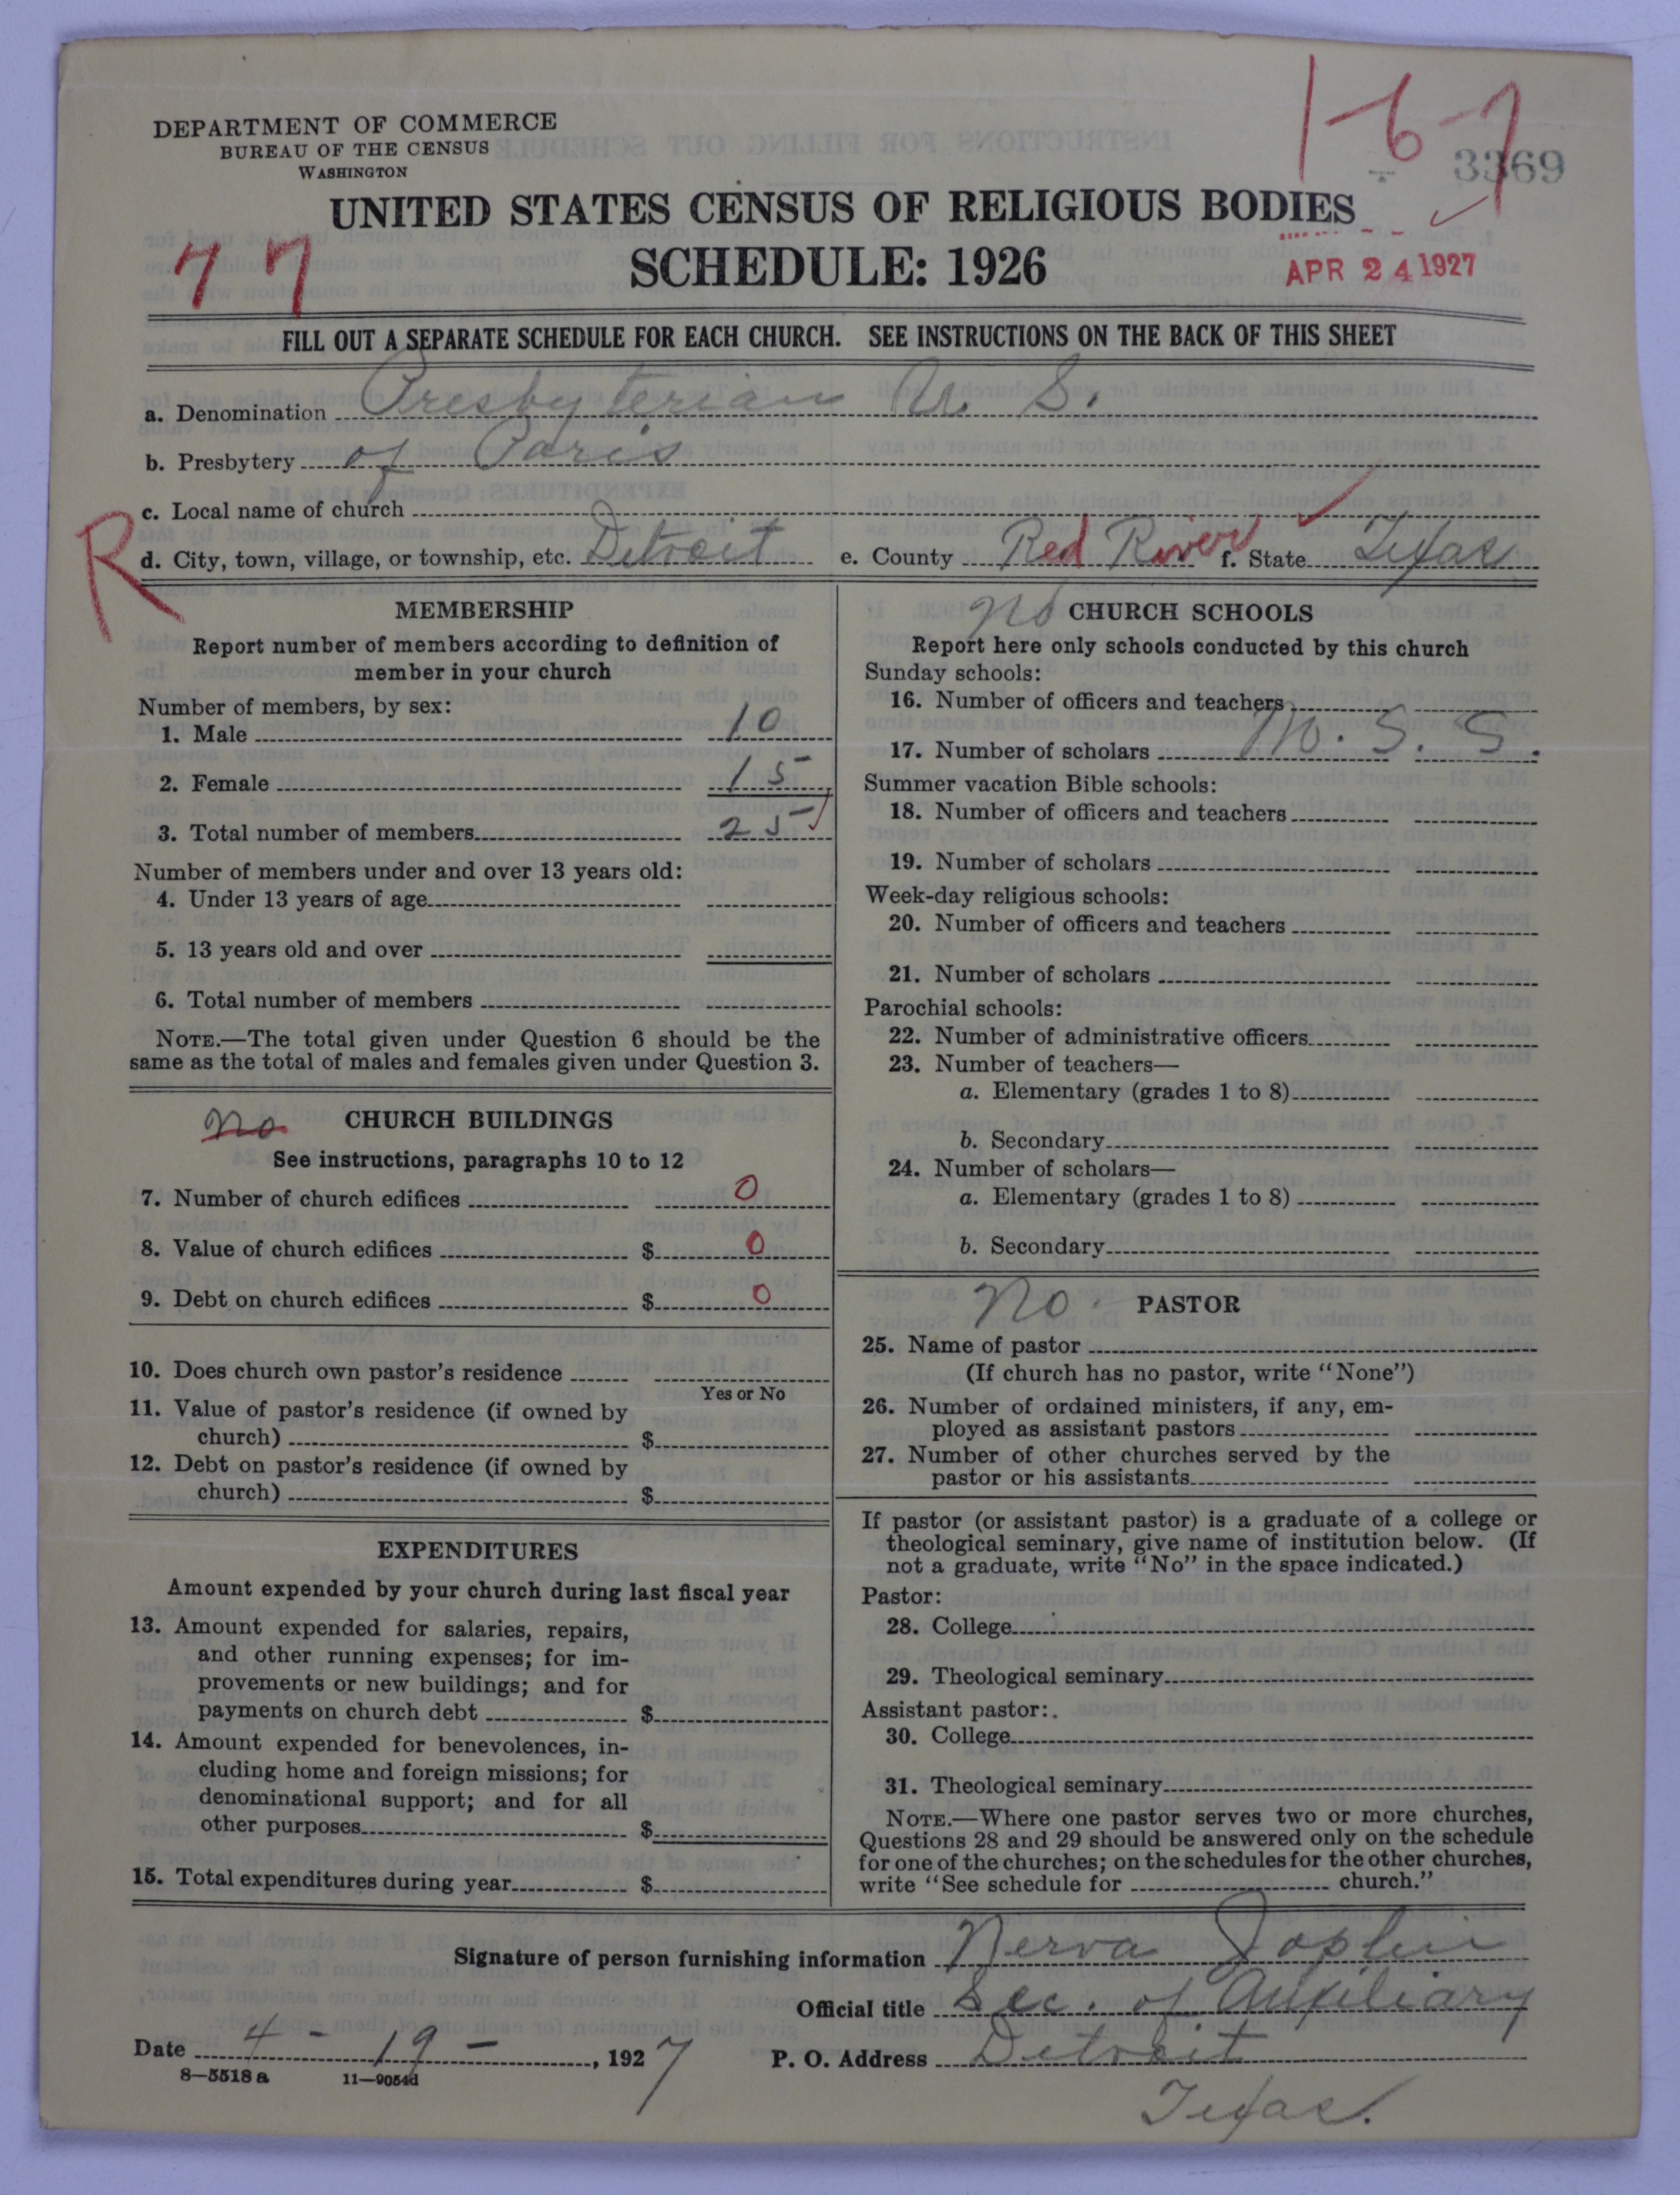 DEPARTMENT OF COMMERCE
BUREAU OF THE CENSUS
WASHINGTON
1-6-7
3369
UNITED STATES CENSUS OF RELIGIOUS BODIES
77
SCHEDULE: 1926
APR 24 1927
FILL OUT A SEPARATE SCHEDULE FOR EACH CHURCH. SEE INSTRUCTIONS ON THE BACK OF THIS SHEET
a. Denomination Presbyterian U. S.
b. Presbytery of Paris
c. Local name of church
R
d. City, town, village, or township, etc. Detroit e. County Red River f. State Texas
MEMBERSHIP
Report number of members according to definition of
member in your church
Number of members, by sex:
1. Male 10
2. Female 15
3. Total number of members 25
Number of members under and over 13 years old:
4. Under 13 years of age
5. 13 years old and over
6. Total number of members
NOTE.—The total given under Question 6 should be the
same as the total of males and females given under Question 3.
no CHURCH BUILDINGS
See instructions, paragraphs 10 to 12
7. Number of church edifices 0
8. Value of church edifices $ 0
9. Debt on church edifices $ 0
10. Does church own pastor's residence
Yes or No
11. Value of pastor's residence (if owned by
church) $
12. Debt on pastor's residence (if owned by
church) $
EXPENDITURES
Amount expended by your church during last fiscal year
13. Amount expended for salaries, repairs,
and other running expenses; for im-
provements or new buildings; and for
payments on church debt $
14. Amount expended for benevolences, in-
cluding home and foreign missions; for
denominational support; and for all
other purposes $
15. Total expenditures during year $
No CHURCH SCHOOLS
Report here only schools conducted by this church
Sunday schools:
16. Number of officers and teachers
17. Number of scholars S. S.
Summer vacation Bible schools:
18. Number of officers and teachers
19. Number of scholars
Week-day religious schools:
20. Number of officers and teachers
21. Number of scholars
Parochial schools:
22. Number of administrative officers
23. Number of teachers—
a. Elementary (grades 1 to 8)
b. Secondary
24. Number of scholars—
a. Elementary (grades 1 to 8)
b. Secondary
No PASTOR
25. Name of pastor
(If church has no pastor, write "None")
26. Number of ordained ministers, if any, em-
ployed as assistant pastors
27. Number of other churches served by the
pastor or his assistants
If pastor (or assistant pastor) is a graduate of a college or
theological seminary, give name of institution below. (If
not a graduate, write "No" in the space indicated.)
Pastor:
28. College
29. Theological seminary
Assistant pastor:
30. College
31. Theological seminary
NOTE.—Where one pastor serves two or more churches,
Questions 28 and 29 should be answered only on the schedule
for one of the churches; on the schedules for the other churches,
write "See schedule for church."
Signature of person furnishing information Nerva Joplin
Official title Sec. of Auxiliary
Date 4-19-, 1927 P. O. Address Detroit
8—5518 a 11—9054d
Texas.